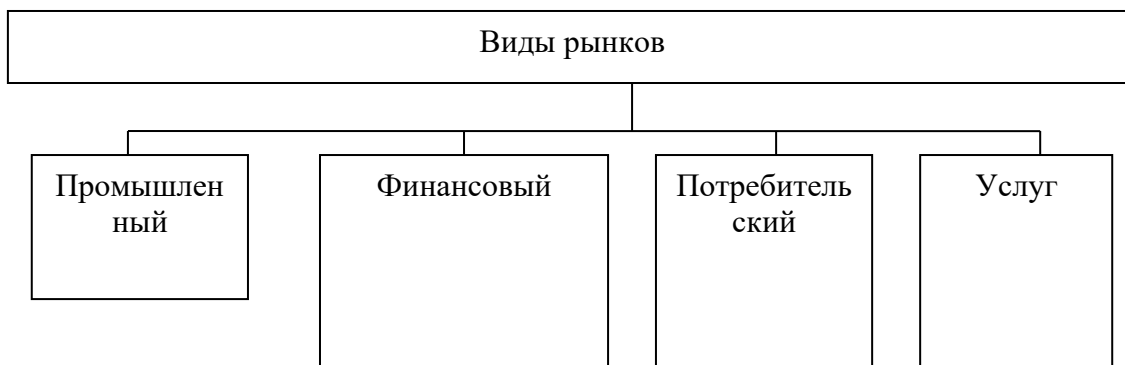 Виды рынков
Промышлен
ный
Финансовый
Потребитель
ский
Услуг